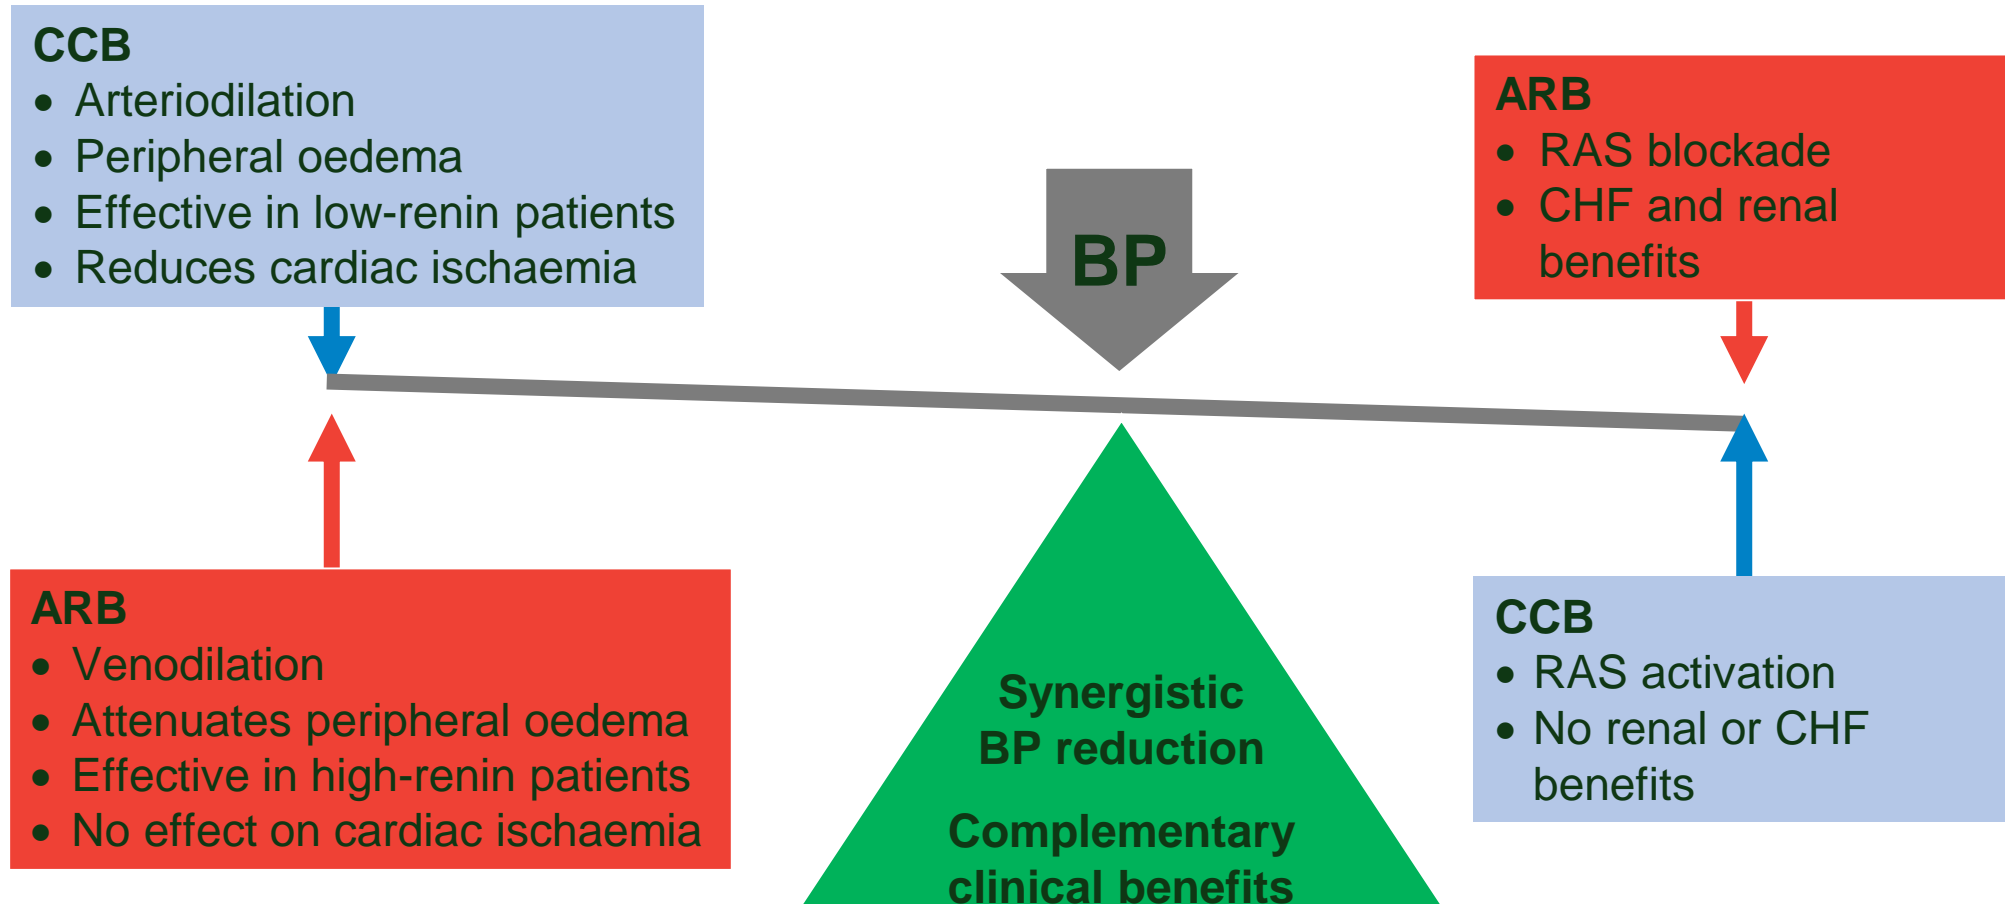 CCB
• Arteriodilation
• Peripheral oedema
• Effective in low-renin patients
• Reduces cardiac ischaemia
BP
ARB
• RAS blockade
• CHF and renal
benefits
ARB
• Venodilation
• Attenuates peripheral oedema
• Effective in high-renin patients
• No effect on cardiac ischaemia
Synergistic
BP reduction
Complementary
clinical benefits
CCB
• RAS activation
• No renal or CHF
benefits